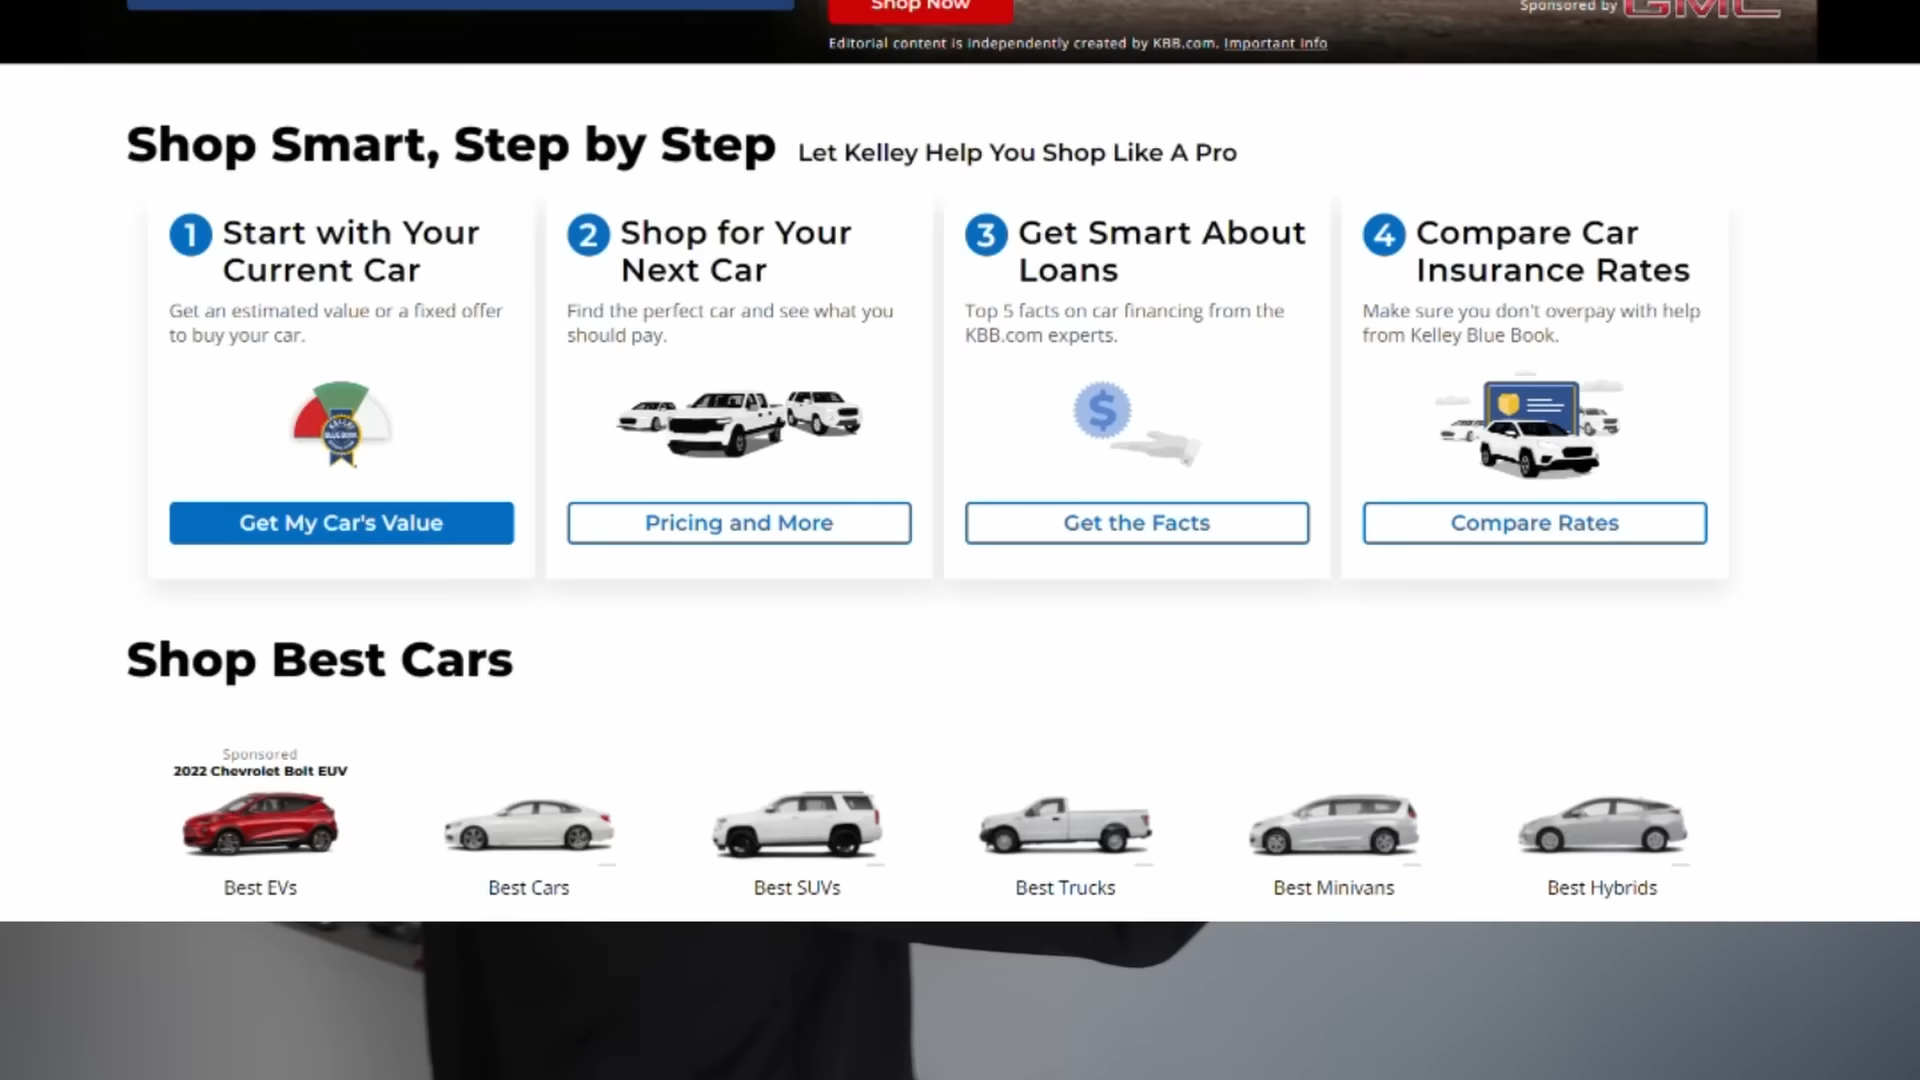 Shop Now
Sponsored by GMC
Editorial content is independently created by KBB.com. Important Info
Shop Smart, Step by Step Let Kelley Help You Shop Like A Pro
1 Start with Your
Current Car
Get an estimated value or a fixed offer
to buy your car.
KELLEY
BLUE BOOK
Get My Car's Value
2 Shop for Your
Next Car
Find the perfect car and see what you
should pay.
Pricing and More
3 Get Smart About
Loans
Top 5 facts on car financing from the
KBB.com experts.
$
Get the Facts
4 Compare Car
Insurance Rates
Make sure you don't overpay with help
from Kelley Blue Book.
Compare Rates
Shop Best Cars
Sponsored
2022 Chevrolet Bolt EUV
Best EVs
Best Cars
Best SUVs
Best Trucks
Best Minivans
Best Hybrids